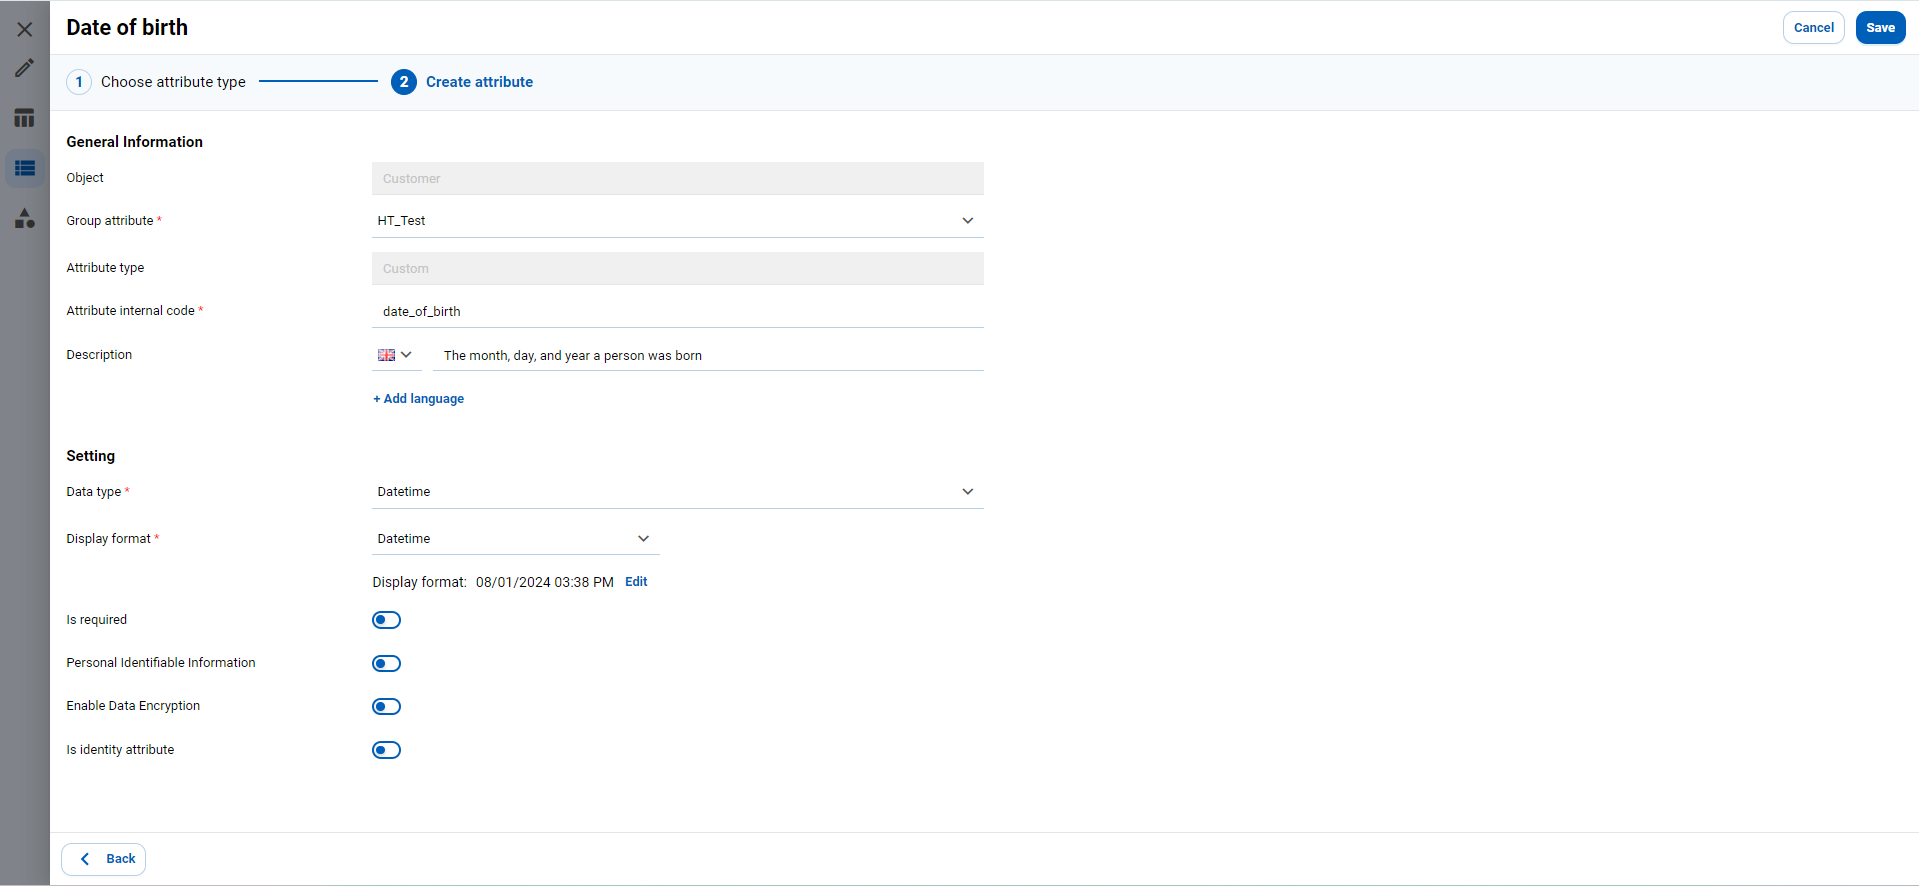 Date of birth
Cancel
Save
1 Choose attribute type
2 Create attribute
General Information
Object
Customer
Group attribute *
HT_Test
Attribute type
Custom
Attribute internal code *
date_of_birth
Description
The month, day, and year a person was born
+ Add language
Setting
Data type *
Datetime
Display format *
Datetime
Display format: 08/01/2024 03:38 PM Edit
Is required
Personal Identifiable Information
Enable Data Encryption
Is identity attribute
Back